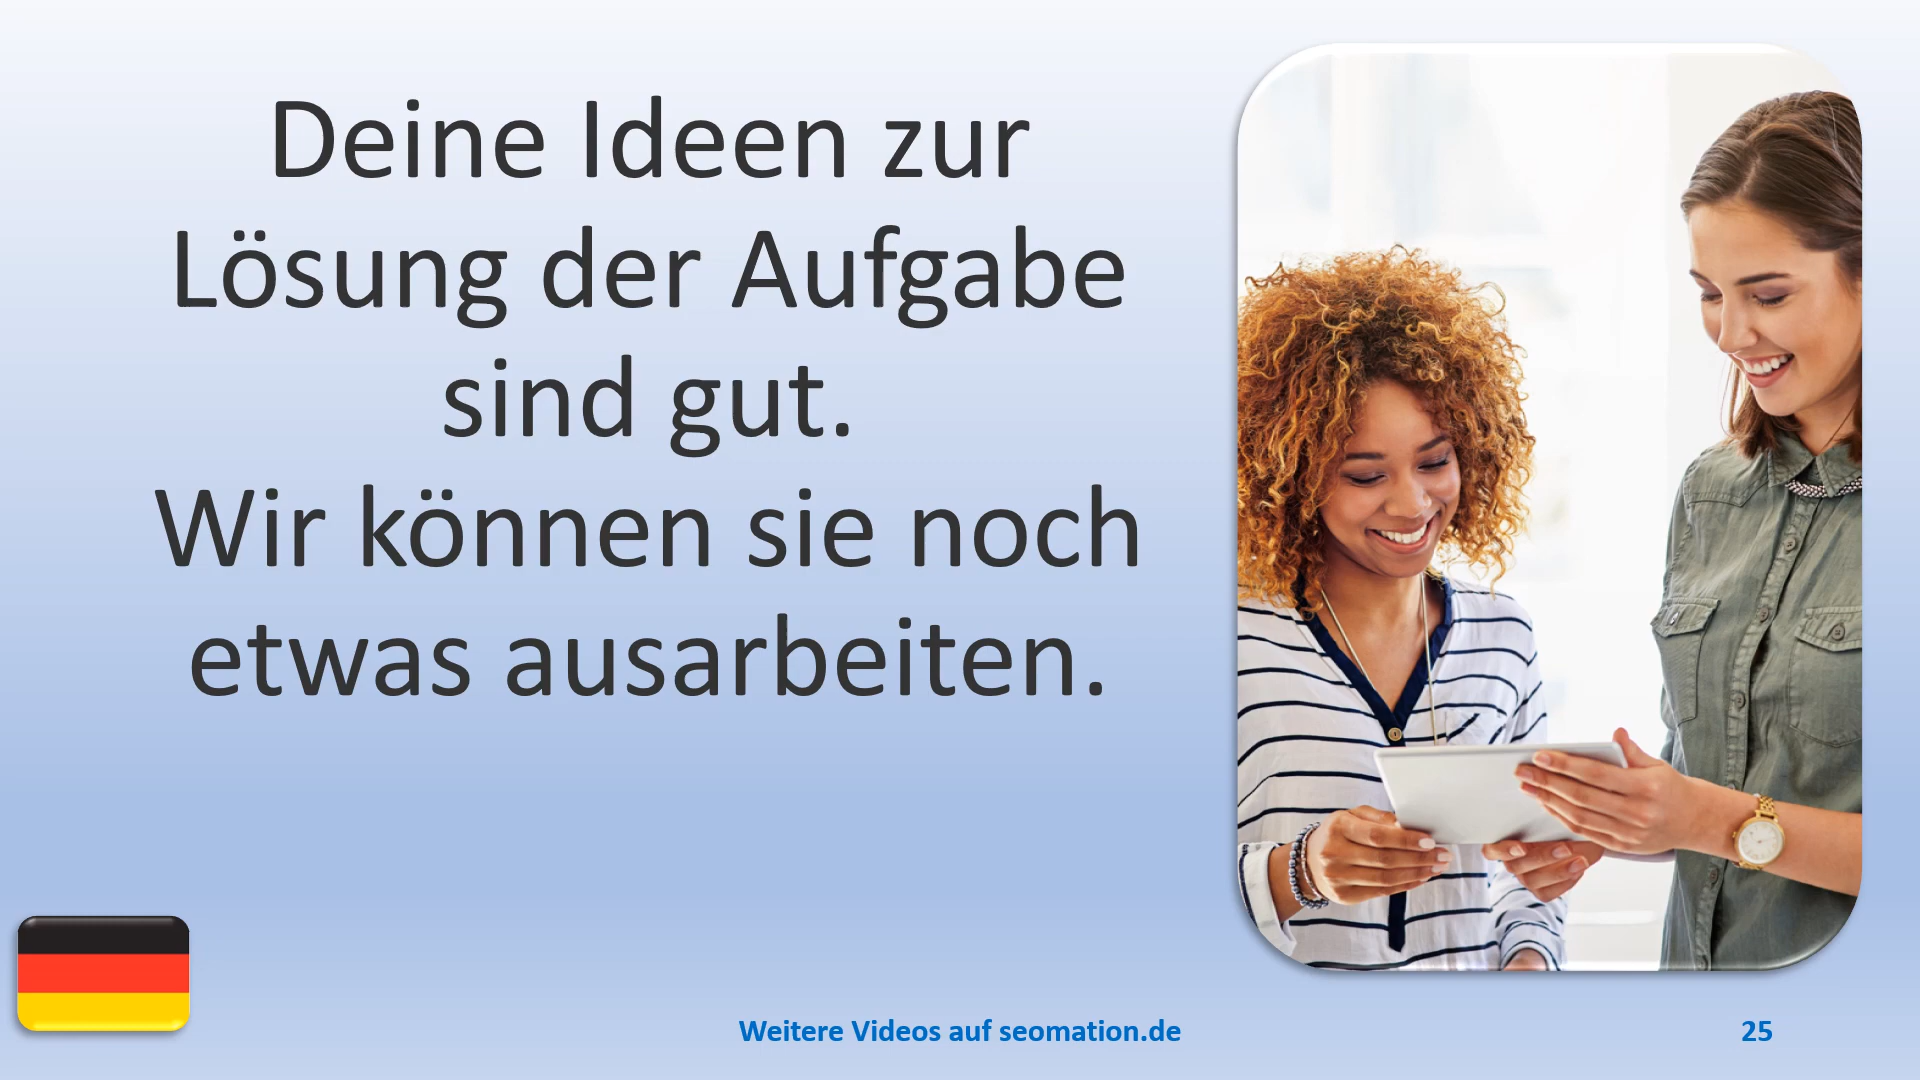 Deine Ideen zur
Lösung der Aufgabe
sind gut.
Wir können sie noch
etwas ausarbeiten.
Weitere Videos auf seomation.de
25